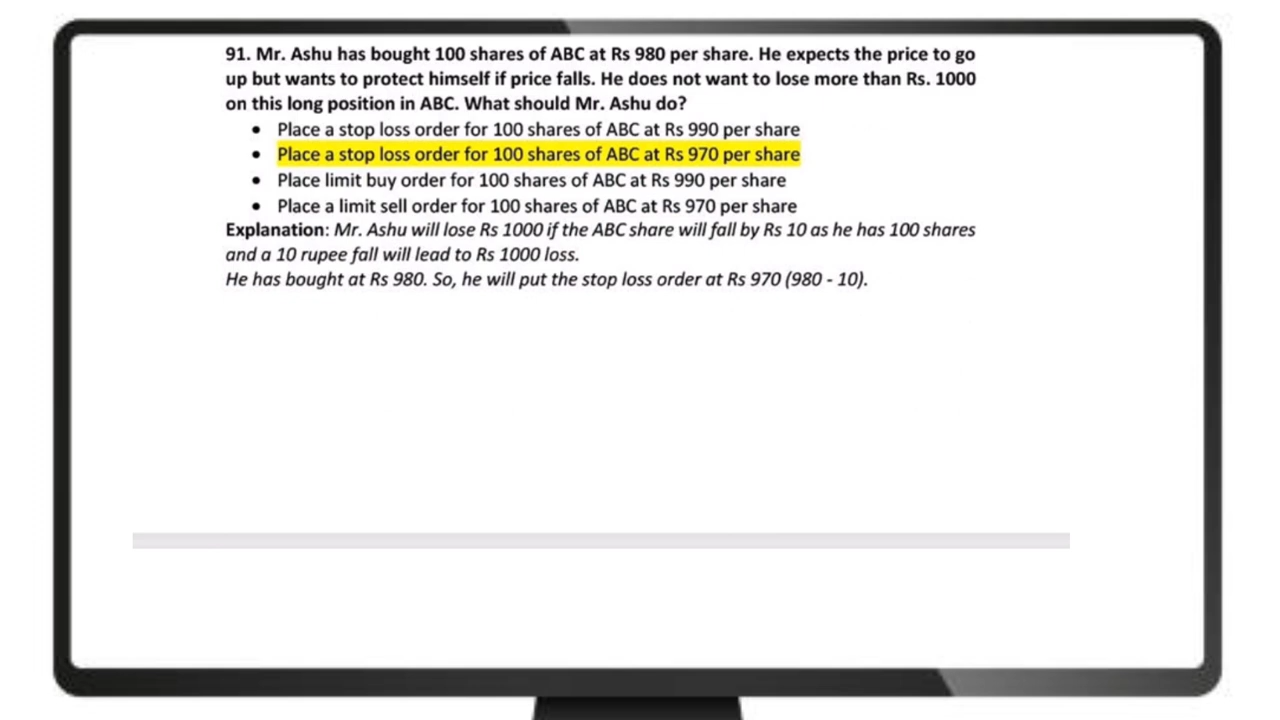 91. Mr. Ashu has bought 100 shares of ABC at Rs 980 per share. He expects the price to go
up but wants to protect himself if price falls. He does not want to lose more than Rs. 1000
on this long position in ABC. What should Mr. Ashu do?
• Place a stop loss order for 100 shares of ABC at Rs 990 per share
• Place a stop loss order for 100 shares of ABC at Rs 970 per share
• Place limit buy order for 100 shares of ABC at Rs 990 per share
• Place a limit sell order for 100 shares of ABC at Rs 970 per share
Explanation: Mr. Ashu will lose Rs 1000 if the ABC share will fall by Rs 10 as he has 100 shares
and a 10 rupee fall will lead to Rs 1000 loss.
He has bought at Rs 980. So, he will put the stop loss order at Rs 970 (980 - 10).